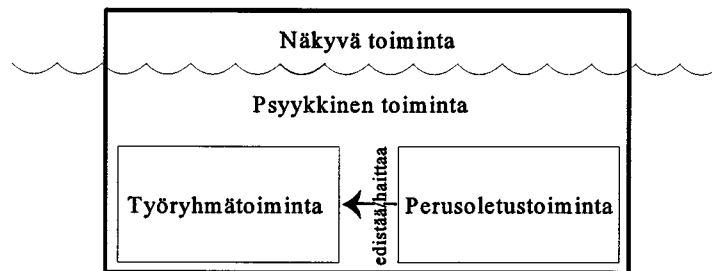 Näkyvä toiminta
Psyykkinen toiminta
Työryhmätoiminta
edistää/haittaa
Perusoletustoiminta